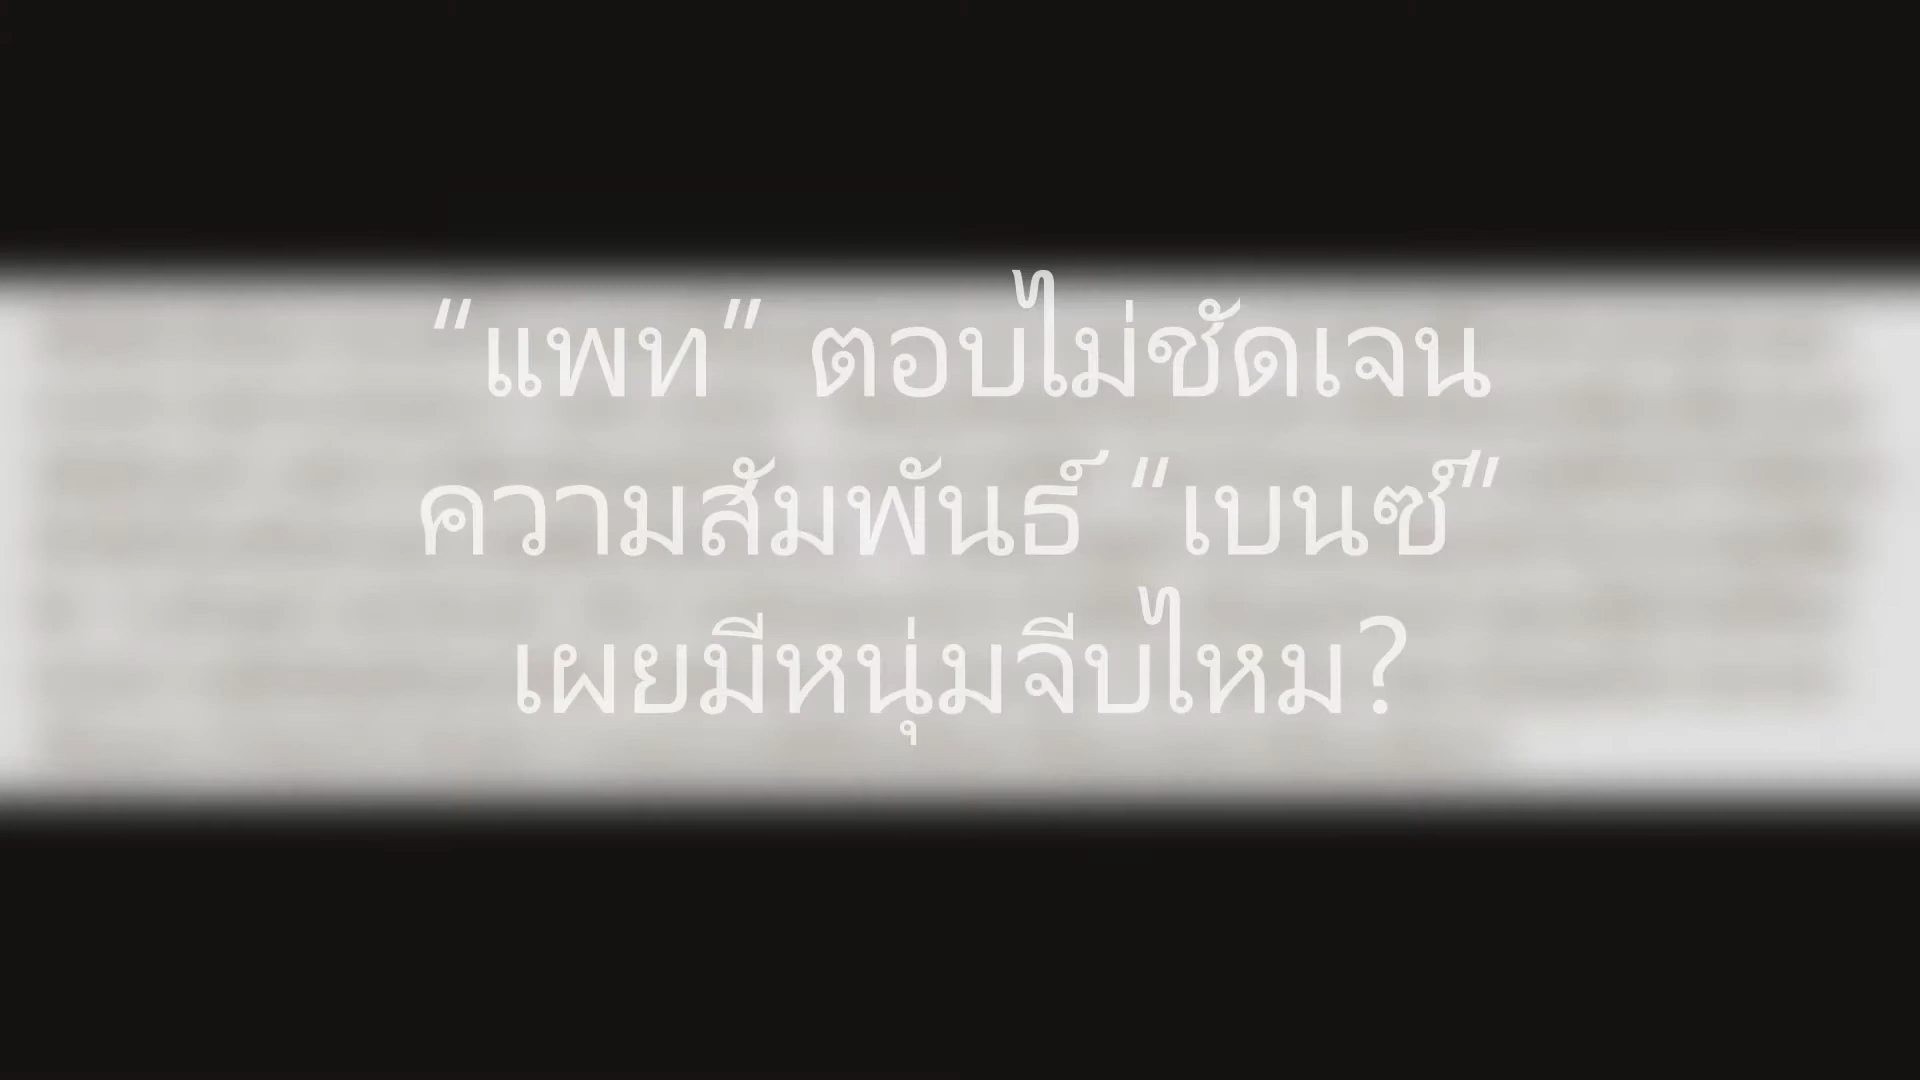 “แพท” ตอบไม่ชัดเจน
ความสัมพันธ์ “เบนซ์”
เผยมีหนุ่มจีบไหม?